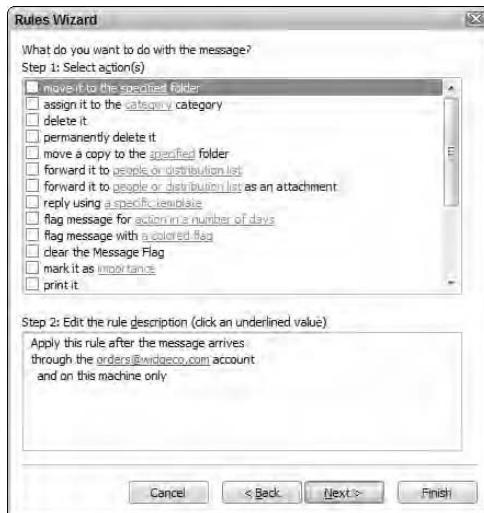 Rules Wizard
What do you want to do with the message?
Step 1: Select action(s)
move it to the specified folder
assign it to the category category
delete it
permanently delete it
move a copy to the specified folder
forward it to people or distribution list
forward it to people or distribution list as an attachment
reply using a specific template
flag message for action in a number of days
flag message with a colored flag
clear the Message Flag
mark it as importance
print it
Step 2: Edit the rule description (click an underlined value)
Apply this rule after the message arrives
through the orders@widgeco.com account
and on this machine only
Cancel < Back Next > Finish